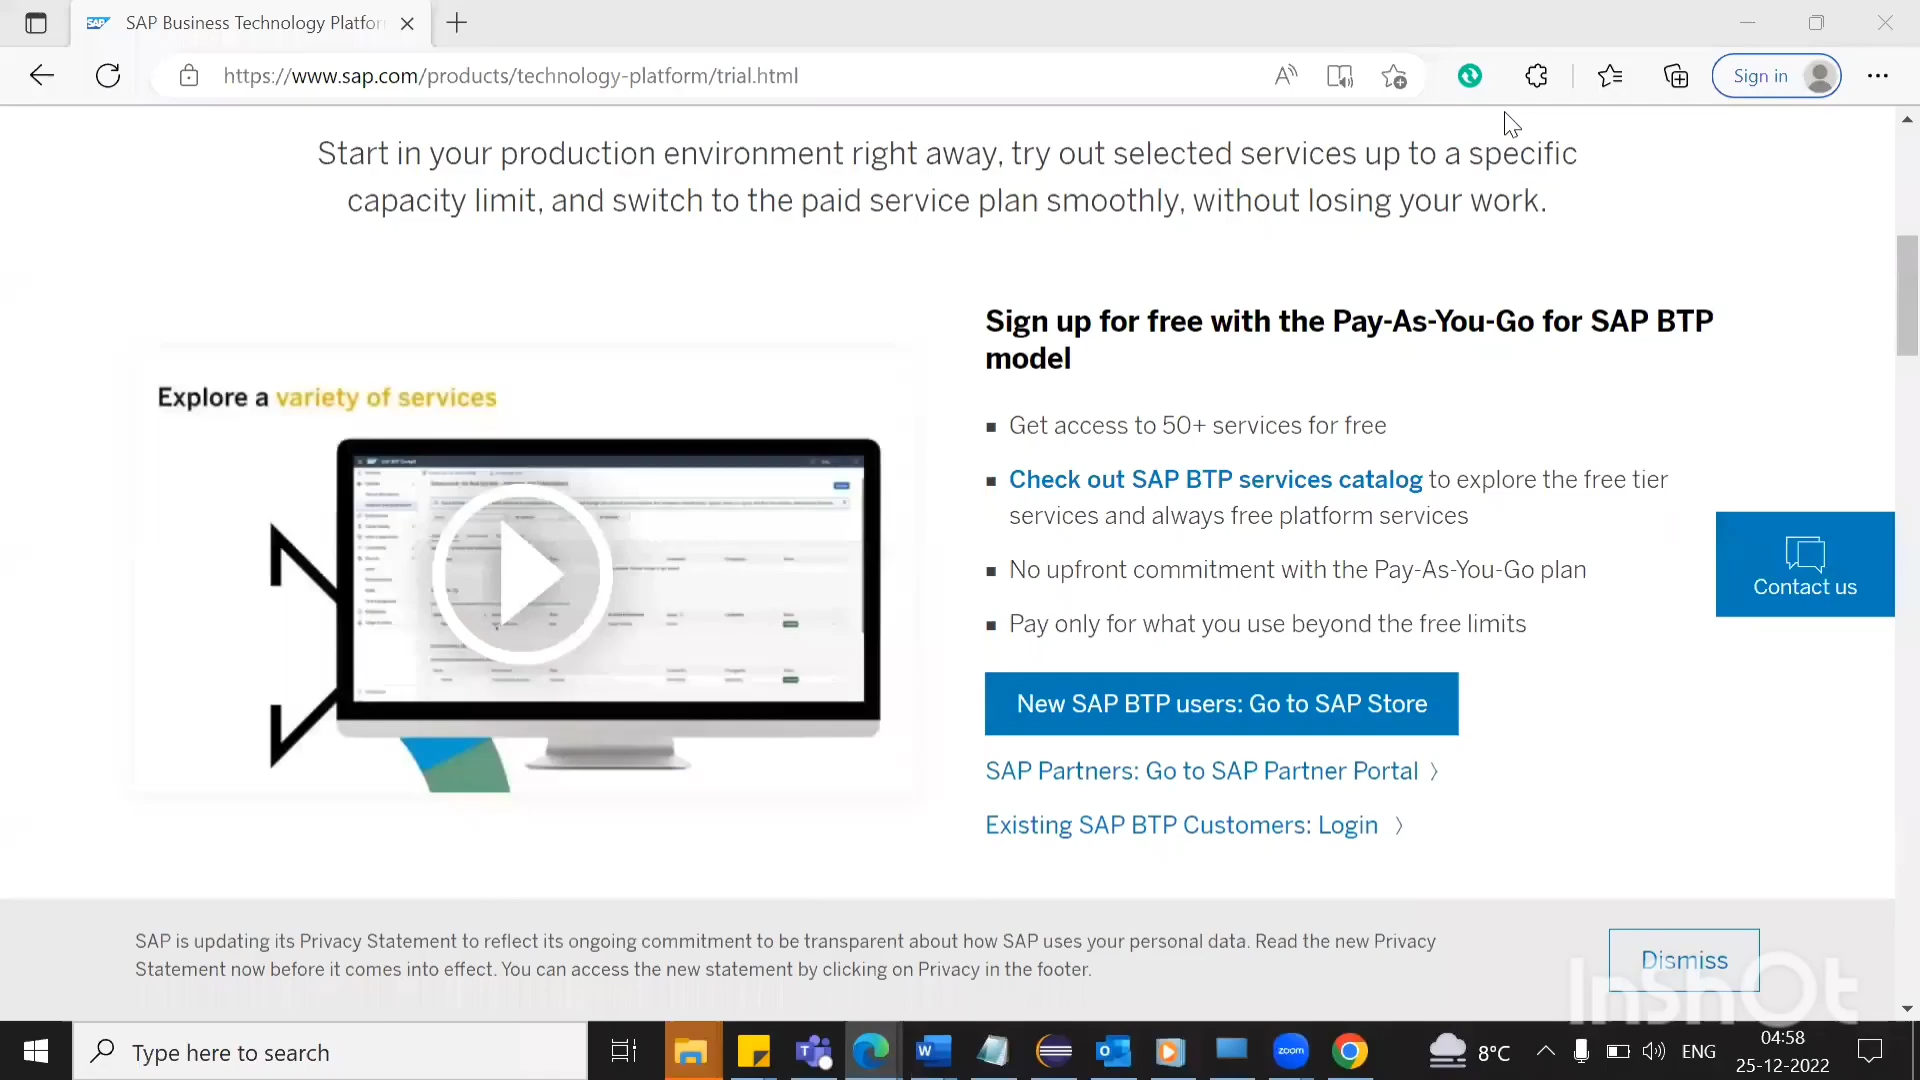 SAP Business Technology Platfor
https://www.sap.com/products/technology-platform/trial.html
Sign in
Start in your production environment right away, try out selected services up to a specific
capacity limit, and switch to the paid service plan smoothly, without losing your work.
Explore a variety of services
Sign up for free with the Pay-As-You-Go for SAP BTP
model
Get access to 50+ services for free
Check out SAP BTP services catalog to explore the free tier
services and always free platform services
No upfront commitment with the Pay-As-You-Go plan
Pay only for what you use beyond the free limits
Contact us
New SAP BTP users: Go to SAP Store
SAP Partners: Go to SAP Partner Portal
Existing SAP BTP Customers: Login
SAP is updating its Privacy Statement to reflect its ongoing commitment to be transparent about how SAP uses your personal data. Read the new Privacy
Statement now before it comes into effect. You can access the new statement by clicking on Privacy in the footer.
Dismiss
InShOt
Type here to search
zoom
8°C
ENG
04:58
25-12-2022